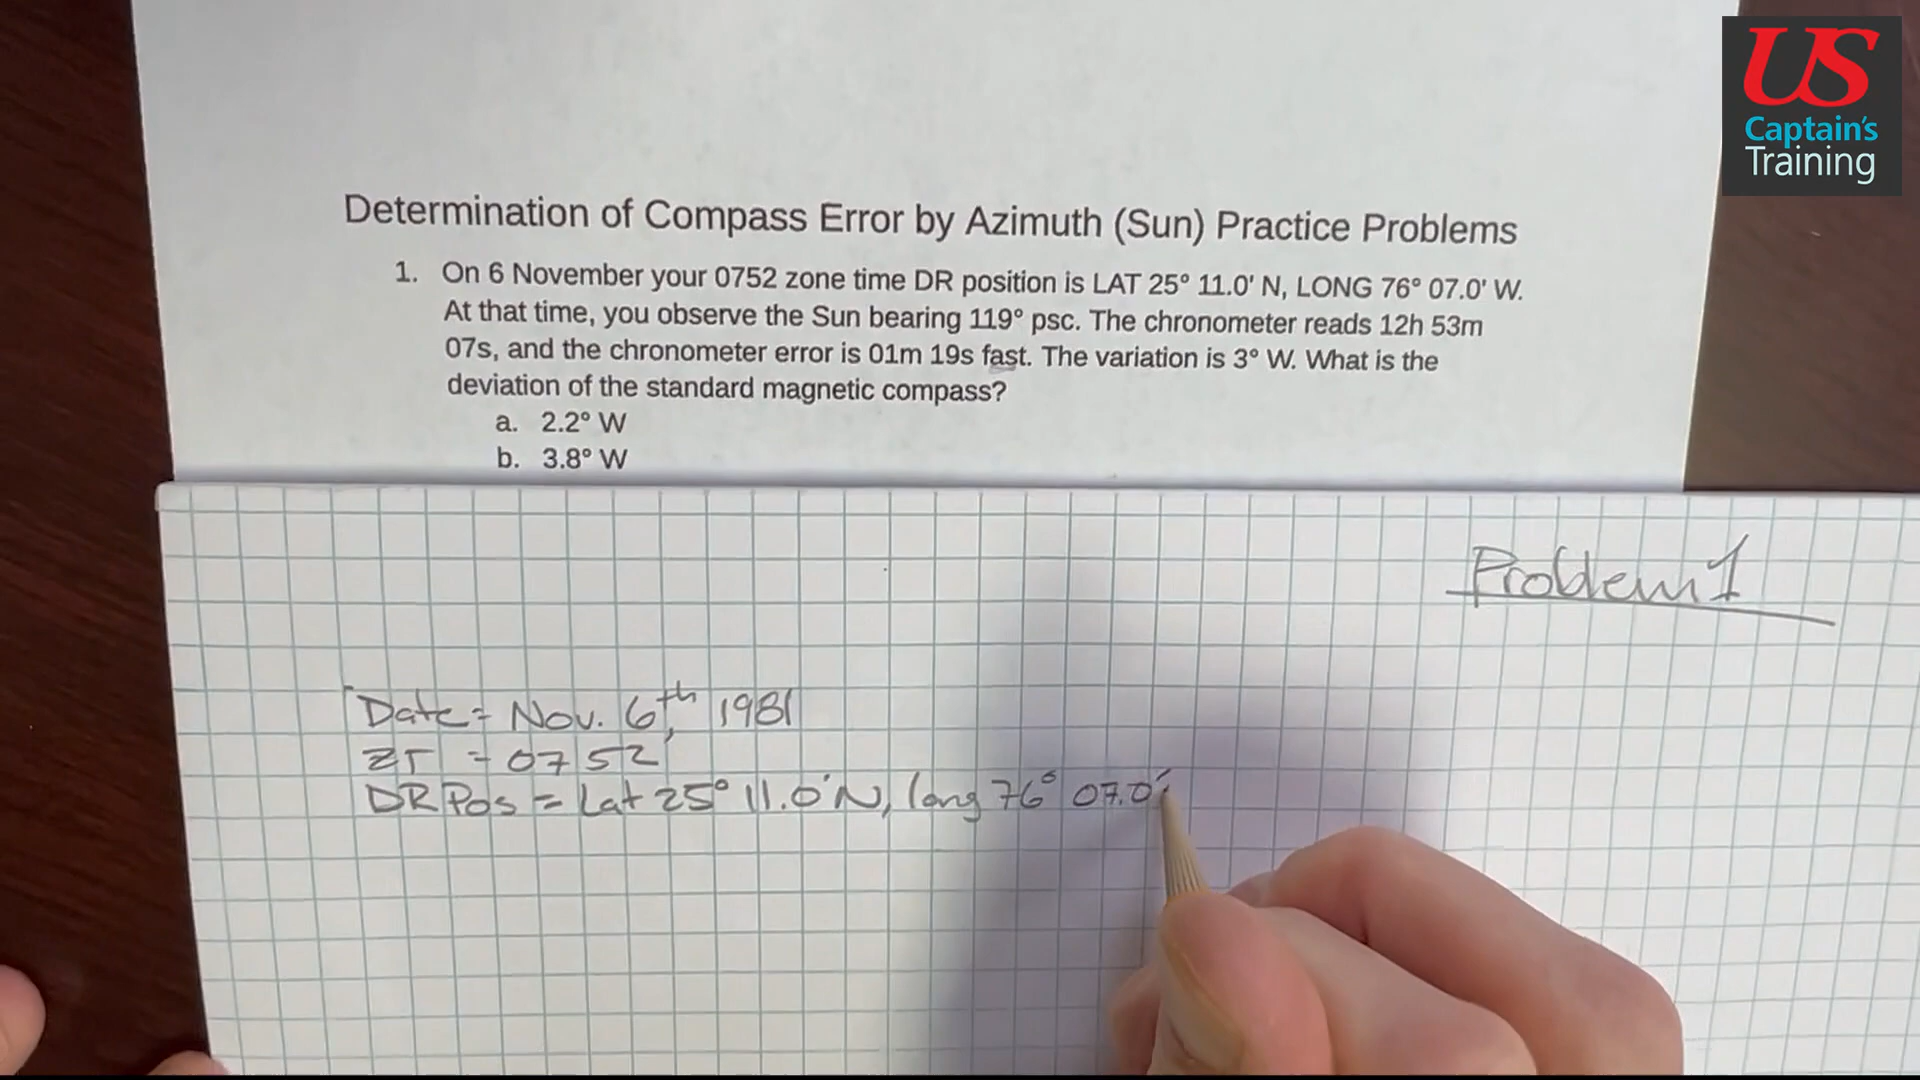 US
Captain's
Training
Determination of Compass Error by Azimuth (Sun) Practice Problems
1. On 6 November your 0752 zone time DR position is LAT 25° 11.0' N, LONG 76° 07.0' W.
At that time, you observe the Sun bearing 119° psc. The chronometer reads 12h 53m
07s, and the chronometer error is 01m 19s fast. The variation is 3° W. What is the
deviation of the standard magnetic compass?
a. 2.2° W
b. 3.8° W
Problem 1
Date = Nov. 6th, 1981
ZT = 0752
DR Pos = Lat 25° 11.0' N, long 76° 07.0'